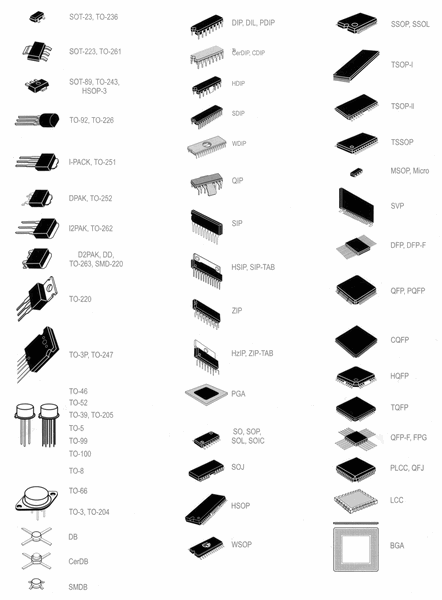 SOT-23, TO-236
SOT-223, TO-261
SOT-89, TO-243,
HSOP-3
TO-92, TO-226
I-PACK, TO-251
DPAK, TO-252
I2PAK, TO-262
D2PAK, DD,
TO-263, SMD-220
TO-220
TO-3P, TO-247
TO-46
TO-52
TO-39, TO-205
TO-5
TO-99
TO-100
TO-8
TO-66
TO-3, TO-204
DB
CerDB
SMDB
DIP, DIL, PDIP
CerDIP, CDIP
HDIP
SDIP
WDIP
QIP
SIP
HSIP, SIP-TAB
ZIP
HzIP, ZIP-TAB
PGA
SO, SOP,
SOL, SOIC
SOJ
HSOP
WSOP
SSOP, SSOL
TSOP-I
TSOP-II
TSSOP
MSOP, Micro
SVP
DFP, DFP-F
QFP, PQFP
CQFP
HQFP
TQFP
QFP-F, FPG
PLCC, QFJ
LCC
BGA